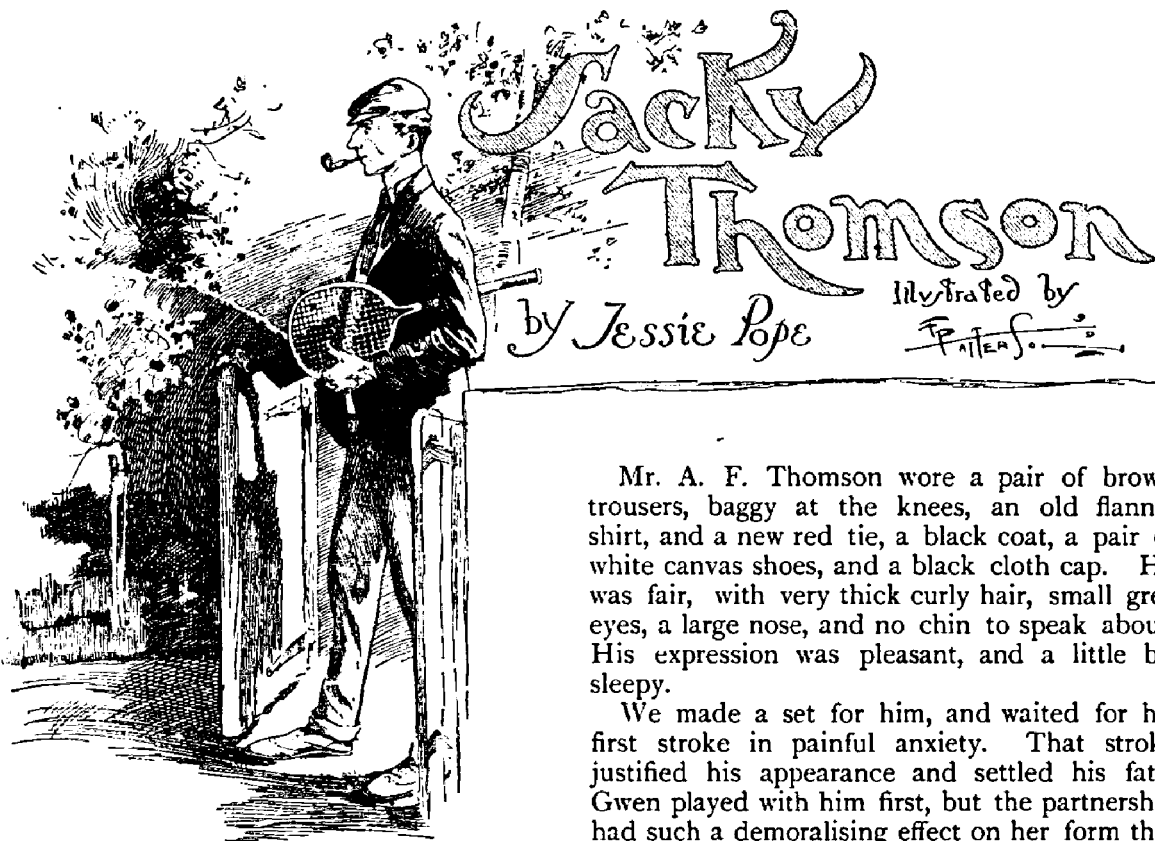 Jacky
Thomson
by Jessie Pope
Illvstrated by
Mr. A. F. Thomson wore a pair of brow
trousers, baggy at the knees, an old flann
shirt, and a new red tie, a black coat, a pair
white canvas shoes, and a black cloth cap. H
was fair, with very thick curly hair, small gre
eyes, a large nose, and no chin to speak abou
His expression was pleasant, and a little b
sleepy.
We made a set for him, and waited for h
first stroke in painful anxiety. That strok
justified his appearance and settled his fat
Gwen played with him first, but the partnersh
had such a demoralising effect on her form th